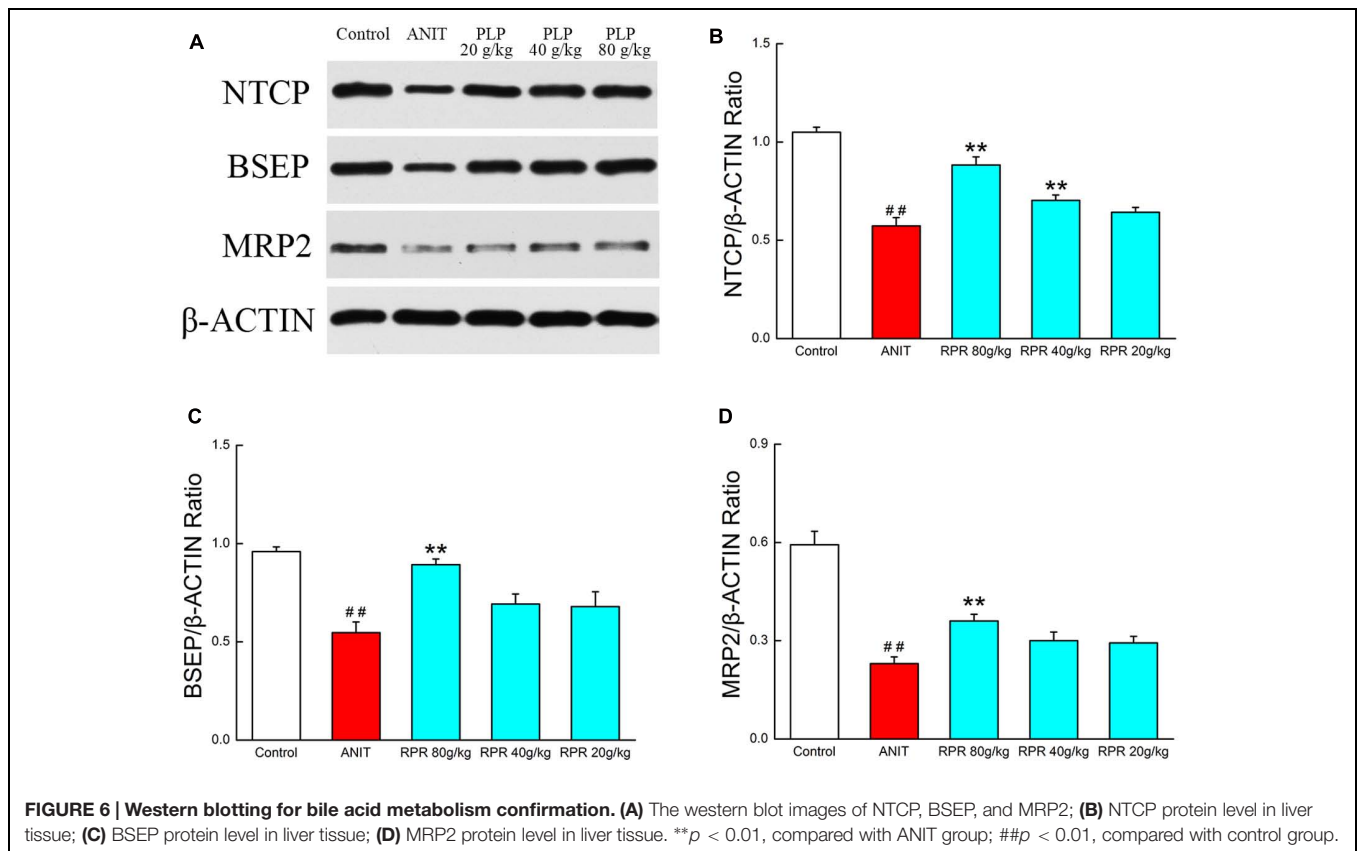 A
Control ANIT PLP PLP PLP
20 g/kg 40 g/kg 80 g/kg
NTCP
BSEP
MRP2
β-ACTIN
B
NTCP/β-ACTIN Ratio
1.5
1.0
0.5
0.0
##
**
**
Control ANIT RPR 80g/kg RPR 40g/kg RPR 20g/kg
C
BSEP/β-ACTIN Ratio
1.5
1.0
0.5
0.0
##
**
Control ANIT RPR 80g/kg RPR 40g/kg RPR 20g/kg
D
MRP2/β-ACTIN Ratio
0.9
0.6
0.3
0.0
##
**
Control ANIT RPR 80g/kg RPR 40g/kg RPR 20g/kg
FIGURE 6 | Western blotting for bile acid metabolism confirmation. (A) The western blot images of NTCP, BSEP, and MRP2; (B) NTCP protein level in liver
tissue; (C) BSEP protein level in liver tissue; (D) MRP2 protein level in liver tissue. **p < 0.01, compared with ANIT group; ##p < 0.01, compared with control group.